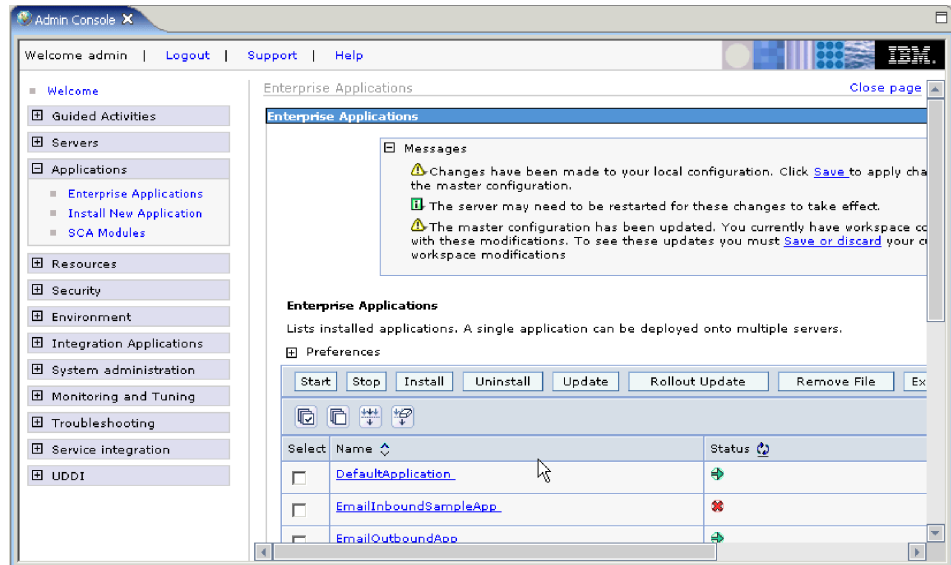 Admin Console
Welcome admin | Logout | Support | Help
IBM.
Welcome
Guided Activities
Servers
Applications
Enterprise Applications
Install New Application
SCA Modules
Resources
Security
Environment
Integration Applications
System administration
Monitoring and Tuning
Troubleshooting
Service integration
UDDI
Enterprise Applications
Close page
Enterprise Applications
Messages
Changes have been made to your local configuration. Click Save to apply cha
the master configuration.
The server may need to be restarted for these changes to take effect.
The master configuration has been updated. You currently have workspace co
with these modifications. To see these updates you must Save or discard your
workspace modifications
Enterprise Applications
Lists installed applications. A single application can be deployed onto multiple servers.
Preferences
Start Stop Install Uninstall Update Rollout Update Remove File Ex
Select Name Status
DefaultApplication
EmailInboundSampleApp
EmailOutboundApp